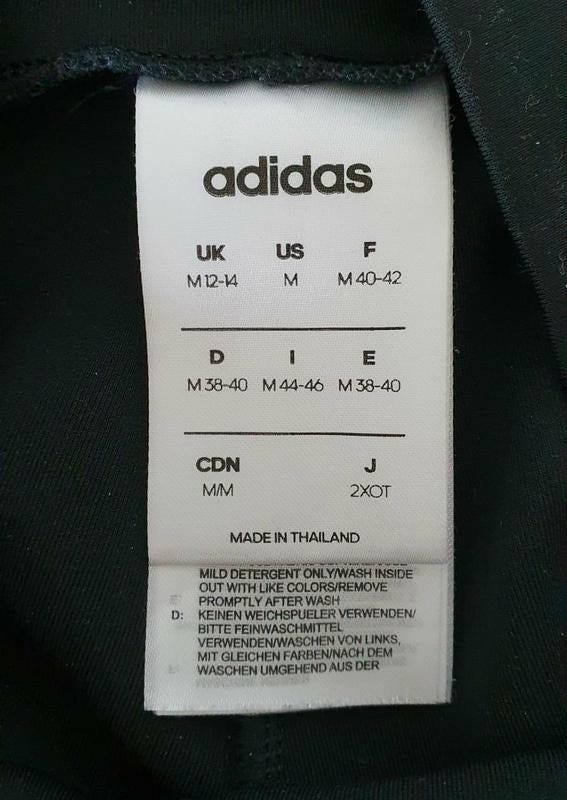 adidas
UK US F
M 12-14 M M 40-42
D I E
M 38-40 M 44-46 M 38-40
CDN J
M/M 2XOT
MADE IN THAILAND
MILD DETERGENT ONLY/WASH INSIDE
OUT WITH LIKE COLORS/REMOVE
PROMPTLY AFTER WASH
D: KEINEN WEICHSPUELER VERWENDEN/
BITTE FEINWASCHMITTEL
VERWENDEN/WASCHEN VON LINKS,
MIT GLEICHEN FARBEN/NACH DEM
WASCHEN UMGEHEND AUS DER